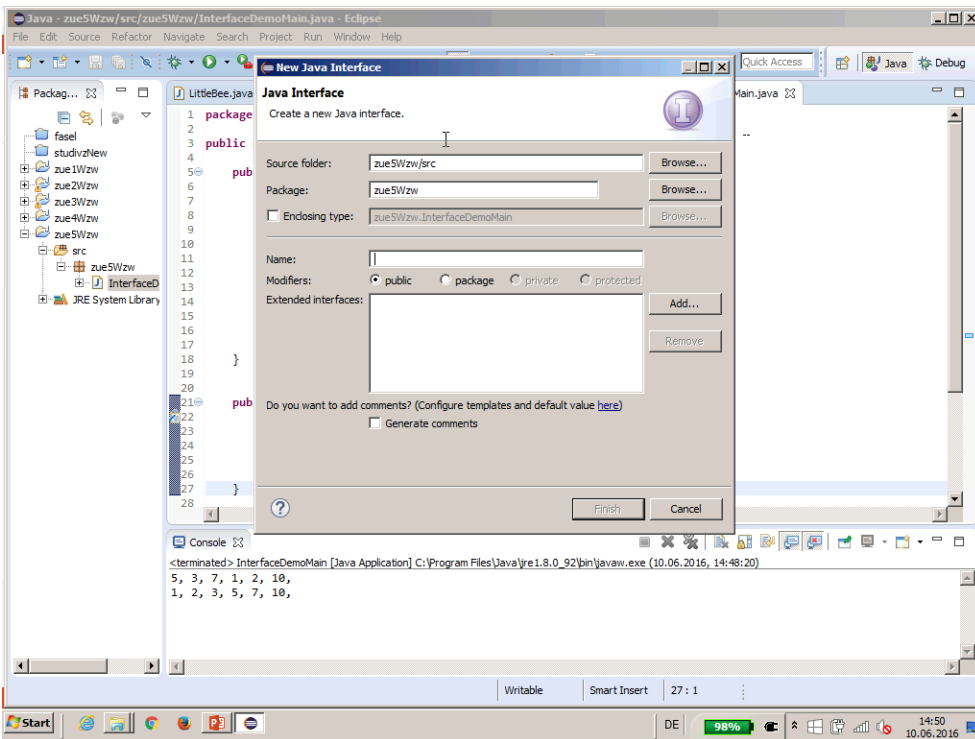 Java - zue5Wzw/src/zue5Wzw/InterfaceDemoMain.java - Eclipse
File Edit Source Refactor Navigate Search Project Run Window Help
Quick Access
Java
Debug
Packag...
LittleBee.java
Main.java
fasel
studivzNew
zue1Wzw
zue2Wzw
zue3Wzw
zue4Wzw
zue5Wzw
src
zue5Wzw
InterfaceD
JRE System Library
1 package
2
3 public
4
5 pub
6
7
8
9
10
11
12
13
14
15
16
17
18 }
19
20
21 pub
22
23
24
25
26
27 }
28
New Java Interface
Java Interface
Create a new Java interface.
Source folder: zue5Wzw/src Browse...
Package: zue5Wzw Browse...
Enclosing type: zue5Wzw.InterfaceDemoMain Browse...
Name:
Modifiers: public package private protected
Extended interfaces: Add...
Remove
Do you want to add comments? (Configure templates and default value here)
Generate comments
? Finish Cancel
Console
<terminated> InterfaceDemoMain [Java Application] C:\Program Files\Java\jre1.8.0_92\bin\javaw.exe (10.06.2016, 14:48:20)
5, 3, 7, 1, 2, 10,
1, 2, 3, 5, 7, 10,
Writable Smart Insert 27 : 1
Start
DE
98%
14:50
10.06.2016